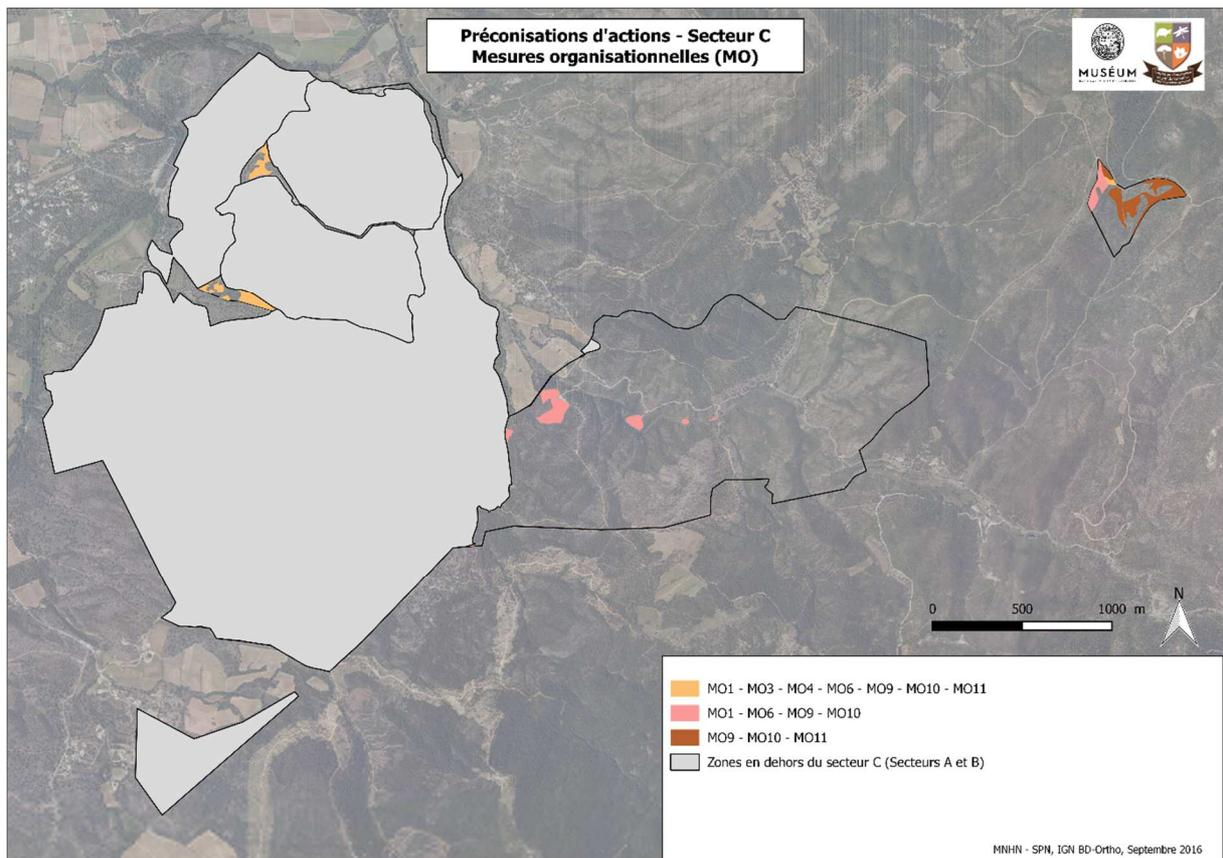 Préconisations d'actions - Secteur C
Mesures organisationnelles (MO)
MUSÉUM
N
0 500 1000 m
MO1 - MO3 - MO4 - MO6 - MO9 - MO10 - MO11
MO1 - MO6 - MO9 - MO10
MO9 - MO10 - MO11
Zones en dehors du secteur C (Secteurs A et B)
MNHN - SPN, IGN BD-Ortho, Septembre 2016